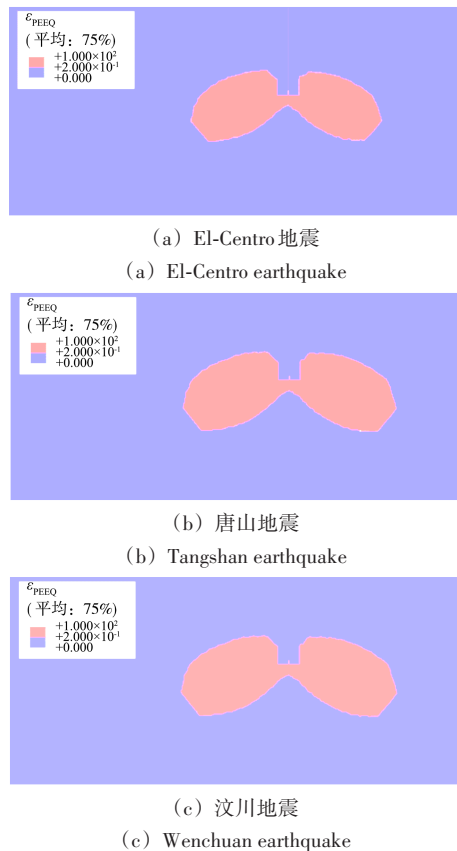 εPEEQ
(平均：75%)
+1.000×10²
+2.000×10⁻¹
+0.000
（a）El-Centro地震
（a）El-Centro earthquake
εPEEQ
(平均：75%)
+1.000×10²
+2.000×10⁻¹
+0.000
（b）唐山地震
（b）Tangshan earthquake
εPEEQ
(平均：75%)
+1.000×10²
+2.000×10⁻¹
+0.000
（c）汶川地震
（c）Wenchuan earthquake